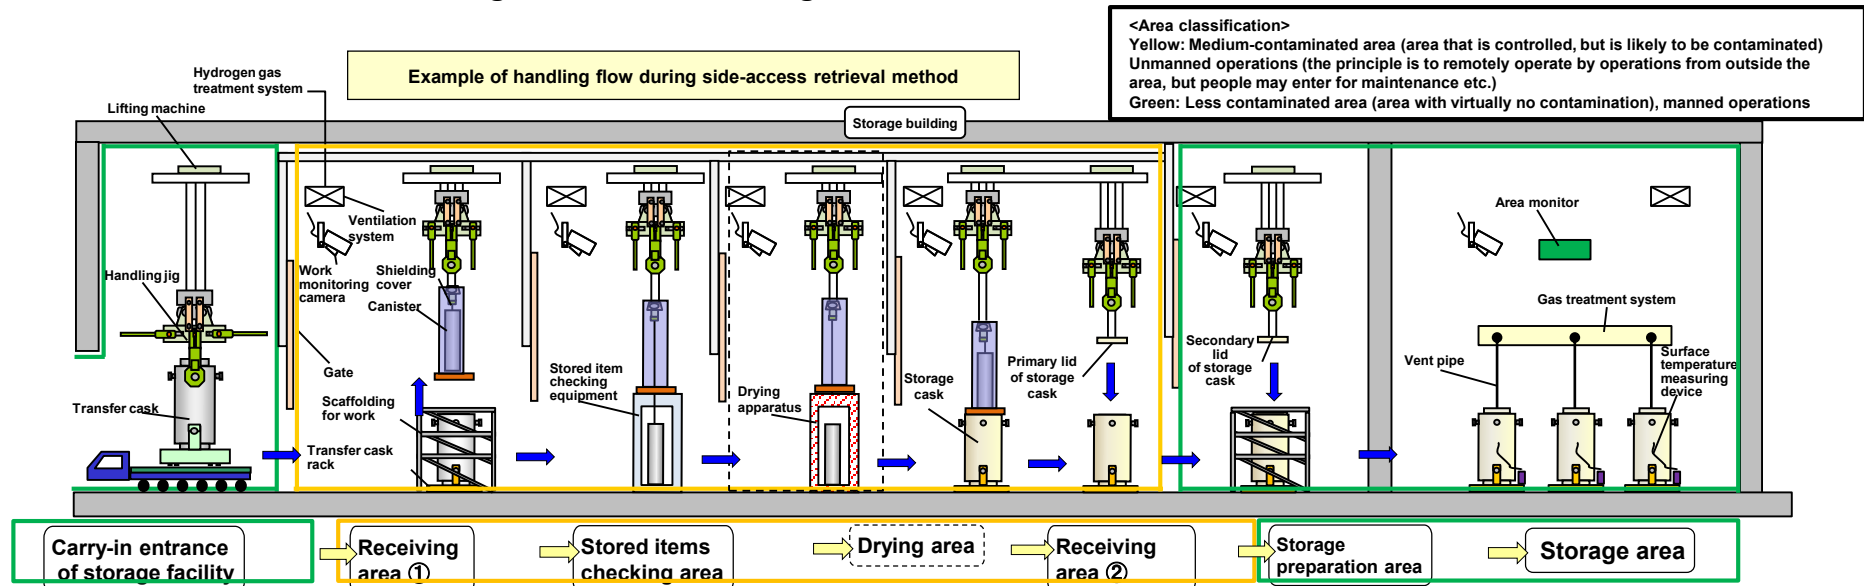 <Area classification>
Yellow: Medium-contaminated area (area that is controlled, but is likely to be contaminated)
Unmanned operations (the principle is to remotely operate by operations from outside the
area, but people may enter for maintenance etc.)
Green: Less contaminated area (area with virtually no contamination), manned operations
Example of handling flow during side-access retrieval method
Hydrogen gas
treatment system
Lifting machine
Storage building
Ventilation
system
Work
monitoring
camera
Shielding
cover
Canister
Handling jig
Area monitor
Gas treatment system
Gate
Stored item
checking
equipment
Drying
apparatus
Storage
cask
Primary lid
of storage
cask
Secondary
lid
of storage
cask
Vent pipe
Surface
temperature
measuring
device
Transfer cask
Scaffolding
for work
Transfer cask
rack
Carry-in entrance
of storage facility
Receiving
area ①
Stored items
checking area
Drying area
Receiving
area ②
Storage
preparation area
Storage area